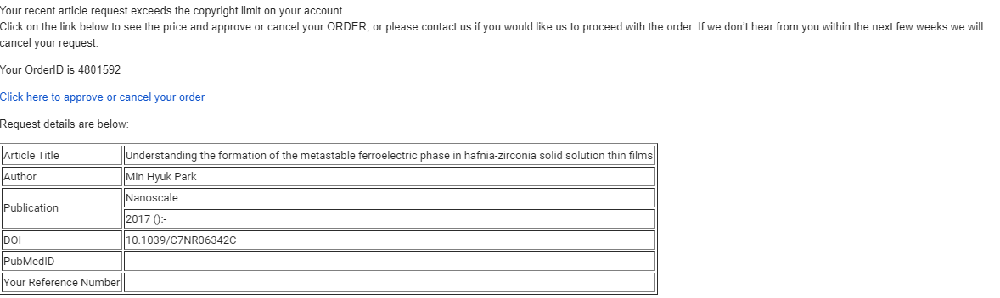 Your recent article request exceeds the copyright limit on your account.
Click on the link below to see the price and approve or cancel your ORDER, or please contact us if you would like us to proceed with the order. If we don't hear from you within the next few weeks we will
cancel your request.
Your OrderID is 4801592
Click here to approve or cancel your order
Request details are below:
Article Title Understanding the formation of the metastable ferroelectric phase in hafnia-zirconia solid solution thin films
Author Min Hyuk Park
Publication Nanoscale
2017 ():-
DOI 10.1039/C7NR06342C
PubMedID
Your Reference Number